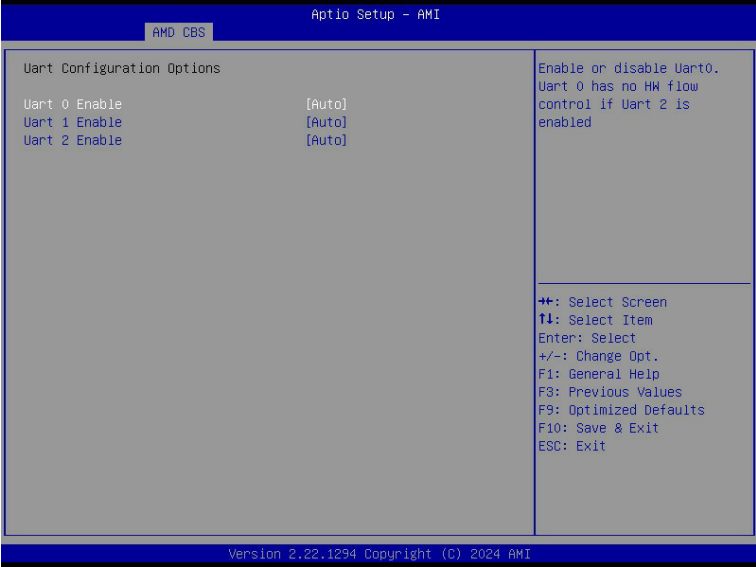 Aptio Setup - AMI
AMD CBS
Uart Configuration Options
Uart 0 Enable [Auto]
Uart 1 Enable [Auto]
Uart 2 Enable [Auto]
Enable or disable Uart0.
Uart 0 has no HW flow
control if Uart 2 is
enabled
→←: Select Screen
↑↓: Select Item
Enter: Select
+/-: Change Opt.
F1: General Help
F3: Previous Values
F9: Optimized Defaults
F10: Save & Exit
ESC: Exit
Version 2.22.1294 Copyright (C) 2024 AMI